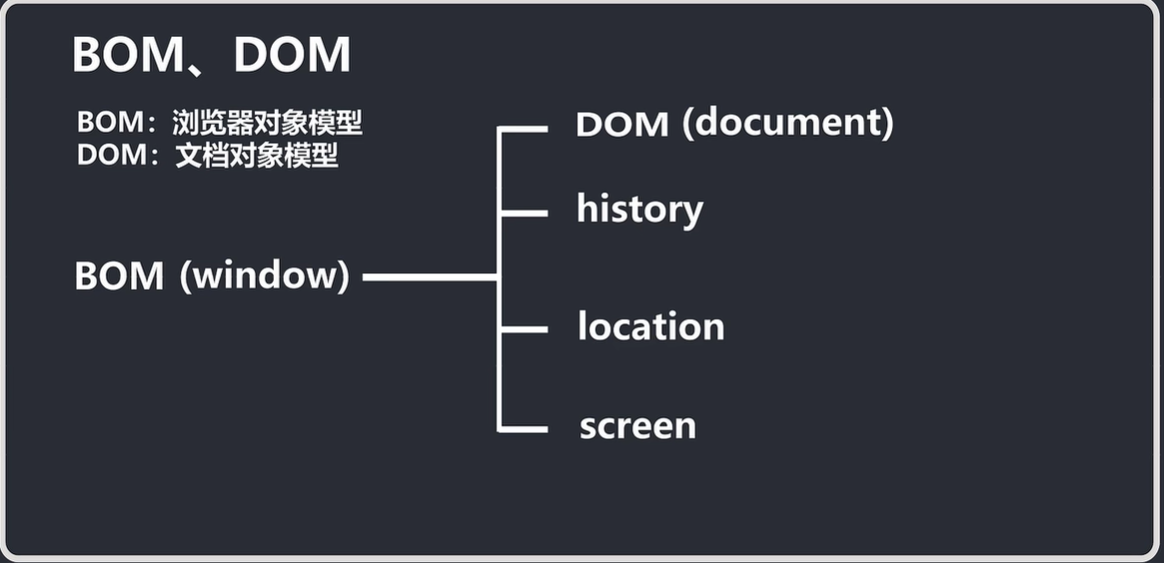 BOM、DOM
BOM：浏览器对象模型
DOM：文档对象模型
BOM (window)
DOM (document)
history
location
screen